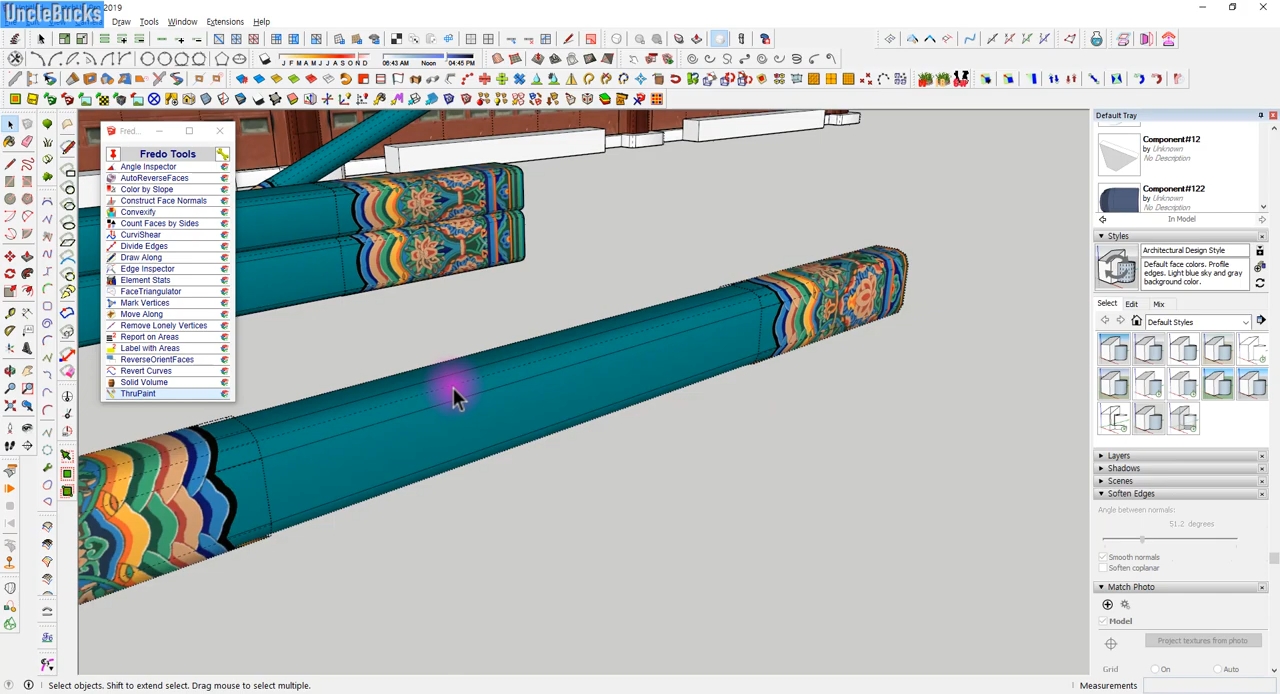 UncleBucks
2019
Draw Tools Window Extensions Help
J F M A M J J A S O N D
06:43 AM Noon 04:45 PM
Fred...
Fredo Tools
Angle Inspector
AutoReverseFaces
Color by Slope
Construct Face Normals
Convexify
Count Faces by Sides
CurviShear
Divide Edges
Draw Along
Edge Inspector
Element Stats
FaceTriangulator
Mark Vertices
Move Along
Remove Lonely Vertices
Report on Areas
Label with Areas
ReverseOrientFaces
Revert Curves
Solid Volume
ThruPaint
Default Tray
Component#12
by Unknown
No Description
Component#122
by Unknown
No Description
In Model
Styles
Architectural Design Style
Default face colors. Profile
edges. Light blue sky and gray
background color.
Select Edit Mix
Default Styles
Layers
Shadows
Scenes
Soften Edges
Angle between normals:
51.2 degrees
Smooth normals
Soften coplanar
Match Photo
Model
Project textures from photo
Grid On Auto
Select objects. Shift to extend select. Drag mouse to select multiple.
Measurements